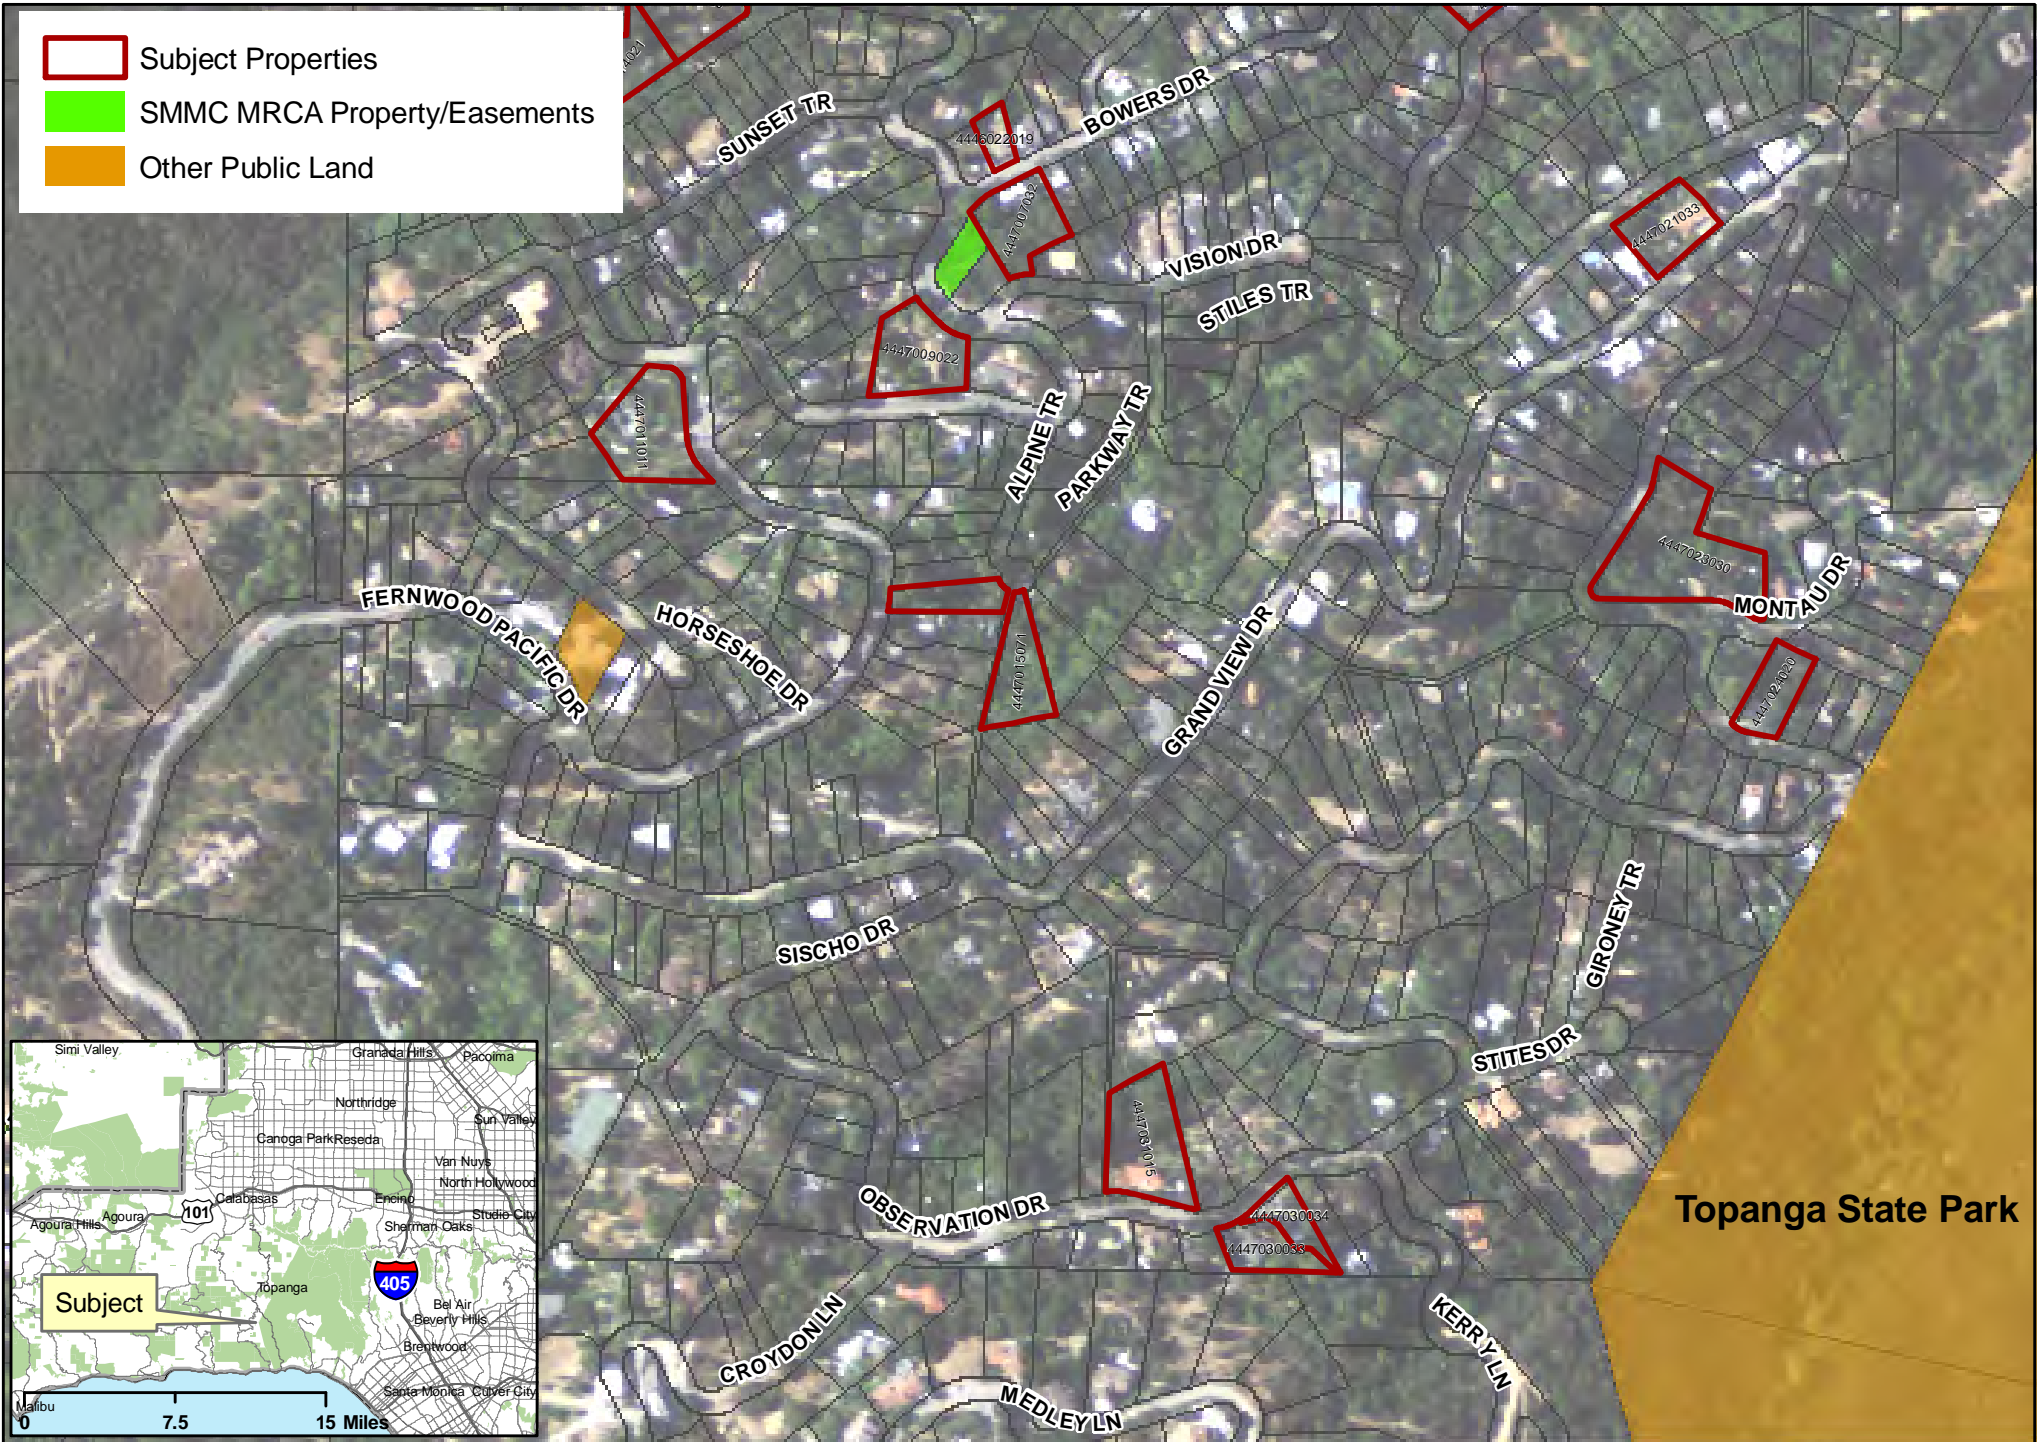 Subject Properties
SMMC MRCA Property/Easements
Other Public Land
74021
SUNSET TR
BOWERS DR
4446022019
4447007032
VISION DR
STILES TR
4447021033
4447009022
4447011011
ALPINE TR
PARKWAY TR
4447023030
MONTAU DR
FERNWOOD PACIFIC DR
HORSESHOE DR
4447015071
GRAND VIEW DR
4447024020
SISCHO DR
GIRONEY TR
STITES DR
4447031015
OBSERVATION DR
4447030034
4447030033
Topanga State Park
CROYDON LN
KERRY LN
MEDLEY LN
Simi Valley
Granada Hills
Pacoima
Northridge
Sun Valley
Canoga Park
Reseda
Van Nuys
North Hollywood
Calabasas
Encino
101
Studio City
Agoura Hills
Agoura
Sherman Oaks
Topanga
405
Subject
Bel Air
Beverly Hills
Brentwood
Santa Monica
Culver City
Malibu
0 7.5 15 Miles